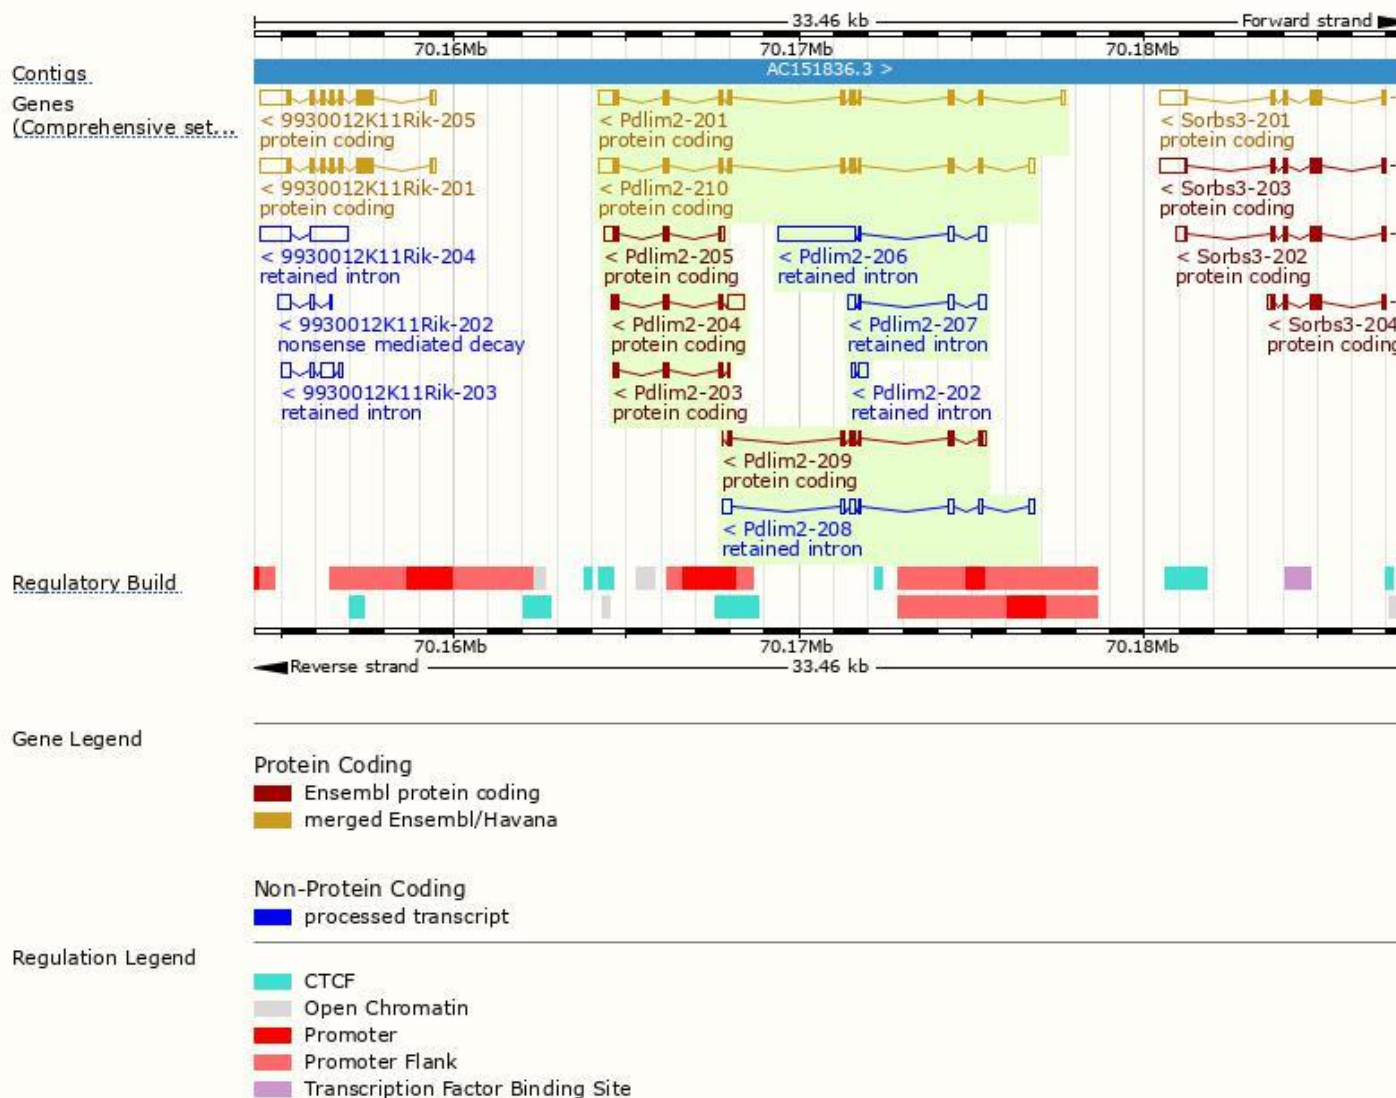 33.46 kb
Forward strand
70.16Mb 70.17Mb 70.18Mb
Contigs
AC151836.3 >
Genes
(Comprehensive set...
< 9930012K11Rik-205 < Pdlim2-201 < Sorbs3-201
protein coding protein coding protein coding
< 9930012K11Rik-201 < Pdlim2-210 < Sorbs3-203
protein coding protein coding protein coding
< 9930012K11Rik-204 < Pdlim2-205 < Pdlim2-206 < Sorbs3-202
retained intron protein coding retained intron protein coding
< 9930012K11Rik-202 < Pdlim2-204 < Pdlim2-207 < Sorbs3-204
nonsense mediated decay protein coding retained intron protein coding
< 9930012K11Rik-203 < Pdlim2-203 < Pdlim2-202
retained intron protein coding retained intron
< Pdlim2-209
protein coding
< Pdlim2-208
retained intron
Regulatory Build
70.16Mb 70.17Mb 70.18Mb
Reverse strand 33.46 kb
Gene Legend
Protein Coding
Ensembl protein coding
merged Ensembl/Havana
Non-Protein Coding
processed transcript
Regulation Legend
CTCF
Open Chromatin
Promoter
Promoter Flank
Transcription Factor Binding Site